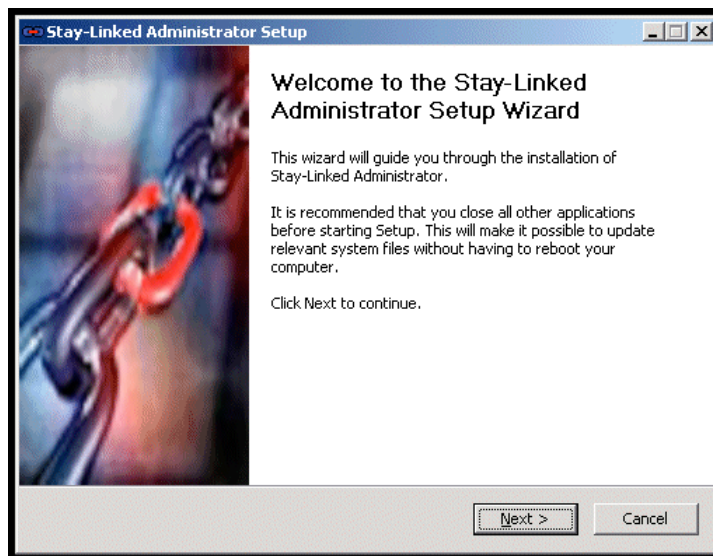 Stay-Linked Administrator Setup
Welcome to the Stay-Linked
Administrator Setup Wizard
This wizard will guide you through the installation of
Stay-Linked Administrator.
It is recommended that you close all other applications
before starting Setup. This will make it possible to update
relevant system files without having to reboot your
computer.
Click Next to continue.
Next >
Cancel